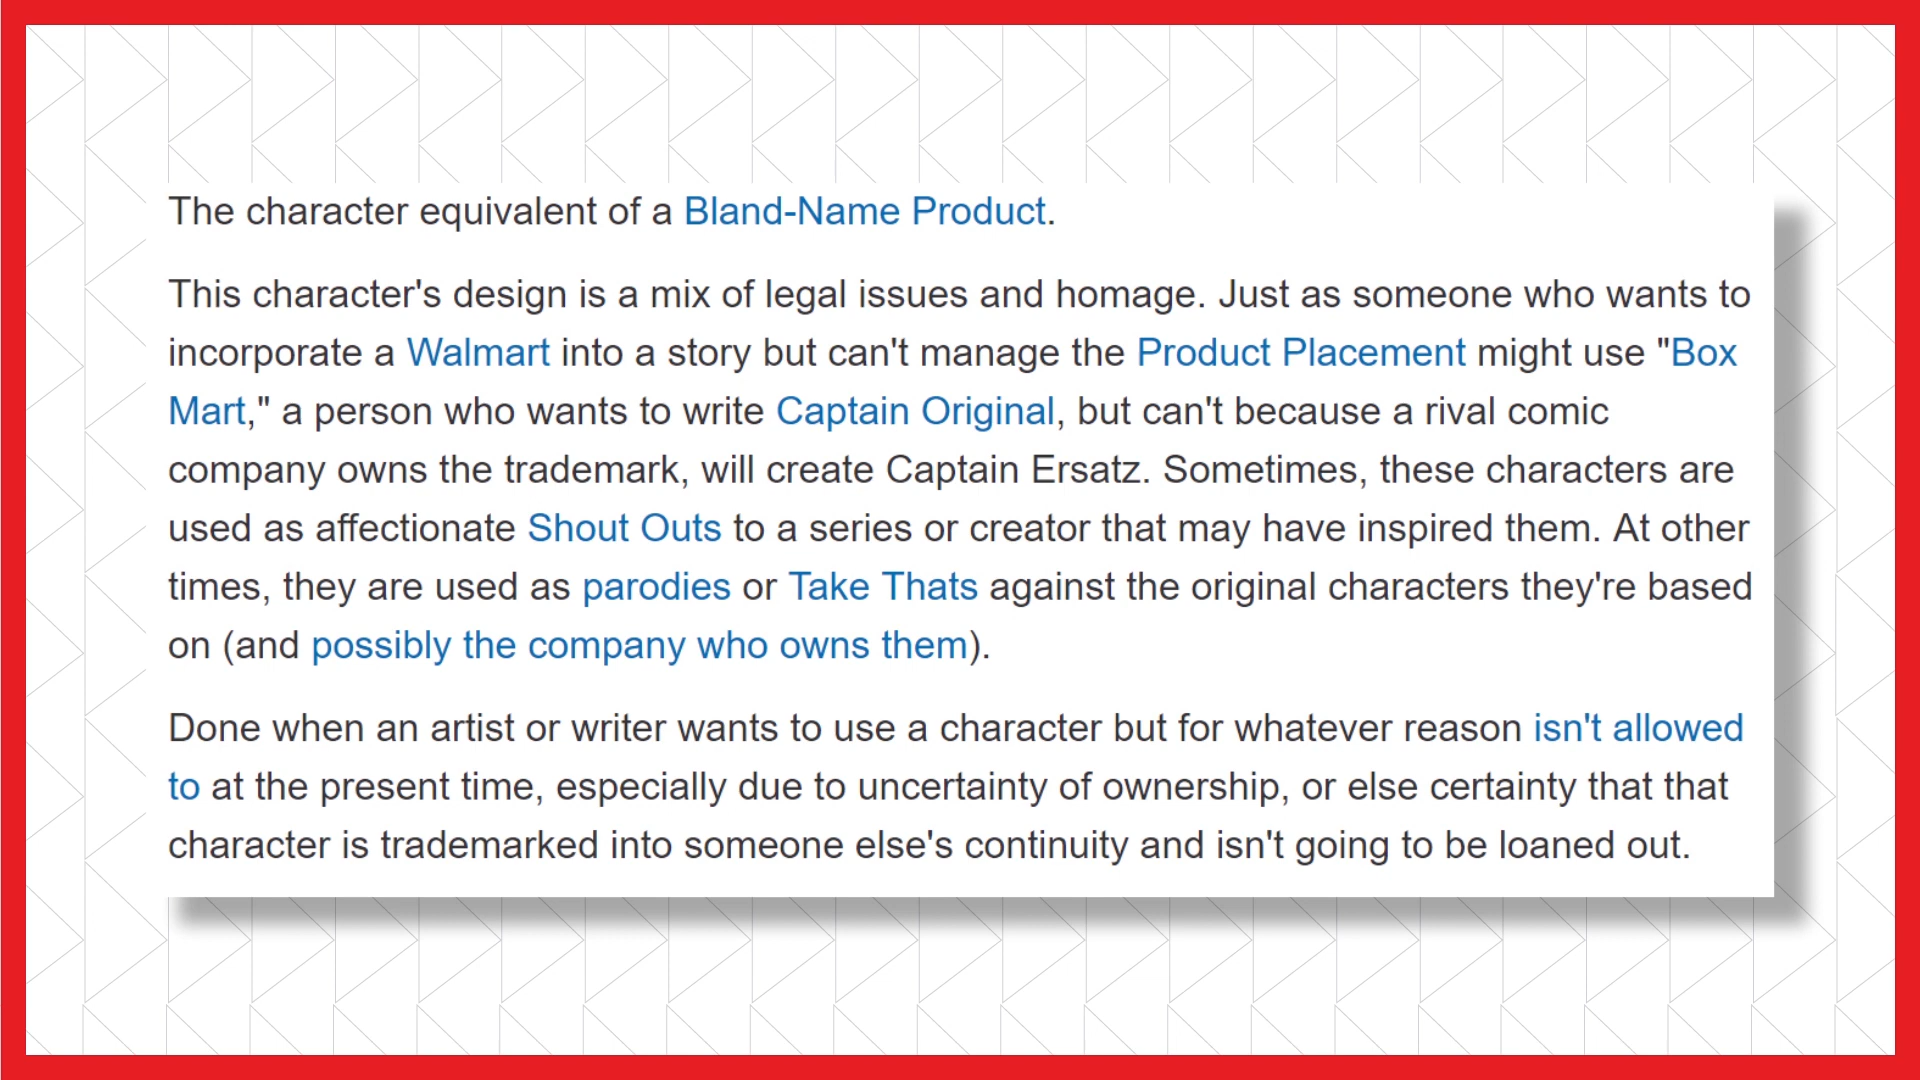 The character equivalent of a Bland-Name Product.
This character's design is a mix of legal issues and homage. Just as someone who wants to
incorporate a Walmart into a story but can't manage the Product Placement might use "Box
Mart," a person who wants to write Captain Original, but can't because a rival comic
company owns the trademark, will create Captain Ersatz. Sometimes, these characters are
used as affectionate Shout Outs to a series or creator that may have inspired them. At other
times, they are used as parodies or Take Thats against the original characters they're based
on (and possibly the company who owns them).
Done when an artist or writer wants to use a character but for whatever reason isn't allowed
to at the present time, especially due to uncertainty of ownership, or else certainty that that
character is trademarked into someone else's continuity and isn't going to be loaned out.